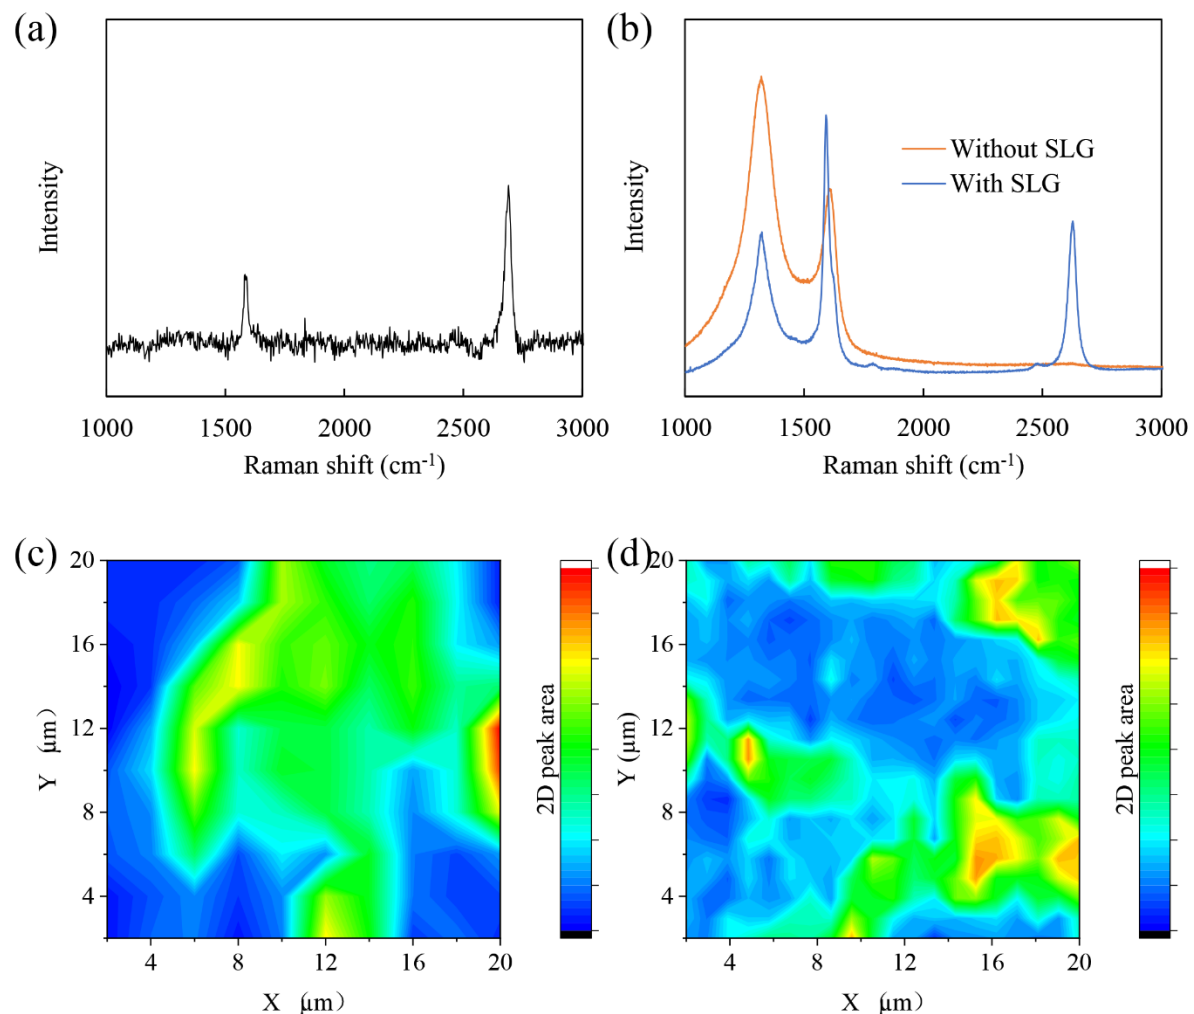 (a)
Intensity
1000 1500 2000 2500 3000
Raman shift (cm⁻¹)
(b)
Intensity
Without SLG
With SLG
1000 1500 2000 2500 3000
Raman shift (cm⁻¹)
(c)
20
16
12
8
4
Y (μm)
4 8 12 16 20
X (μm)
2D peak area
(d)
20
16
12
8
4
Y (μm)
4 8 12 16 20
X (μm)
2D peak area